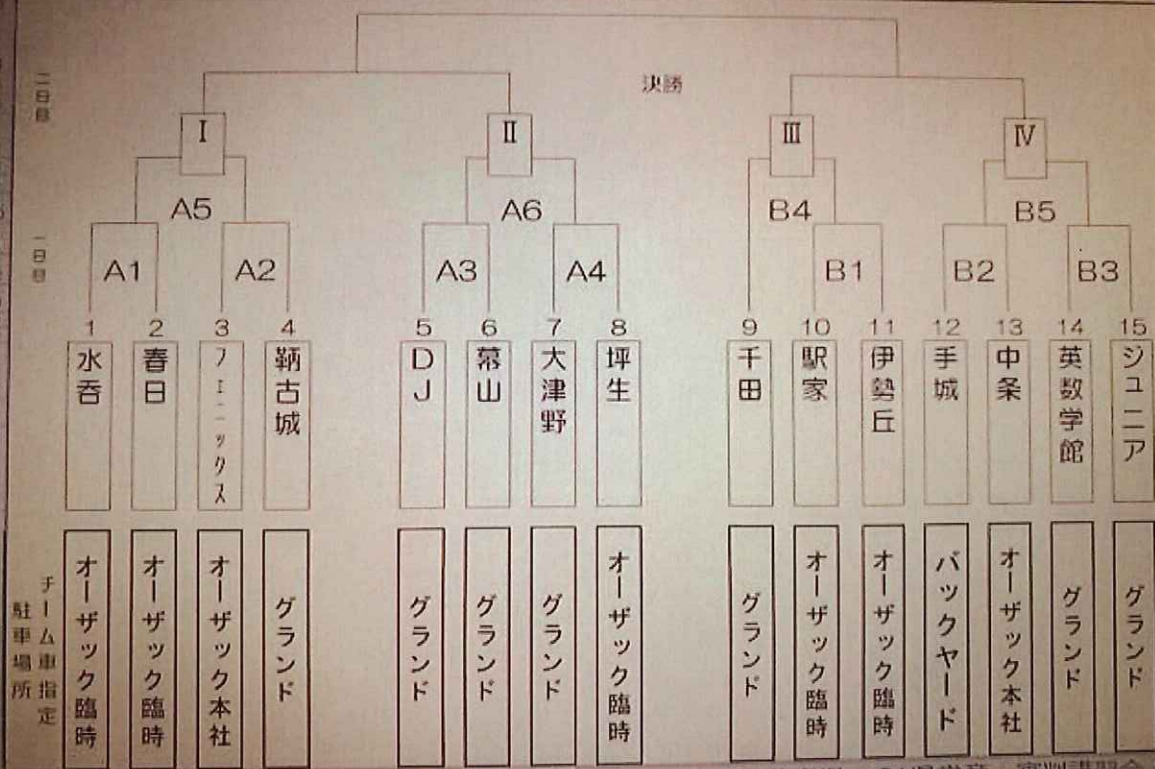 決勝
二日目
Ⅰ
Ⅱ
Ⅲ
Ⅳ
A5
A6
B4
B5
一日目
A1
A2
A3
A4
B1
B2
B3
1
2
3
4
5
6
7
8
9
10
11
12
13
14
15
水呑
春日
フェニックス
鞆古城
DJ
幕山
大津野
坪生
千田
駅家
伊勢丘
手城
中条
英数学館
ジュニア
チーム車指定
駐車場所
オーザック臨時
オーザック臨時
オーザック本社
グランド
グランド
グランド
グランド
オーザック臨時
グランド
オーザック臨時
オーザック臨時
バックヤード
オーザック本社
グランド
グランド